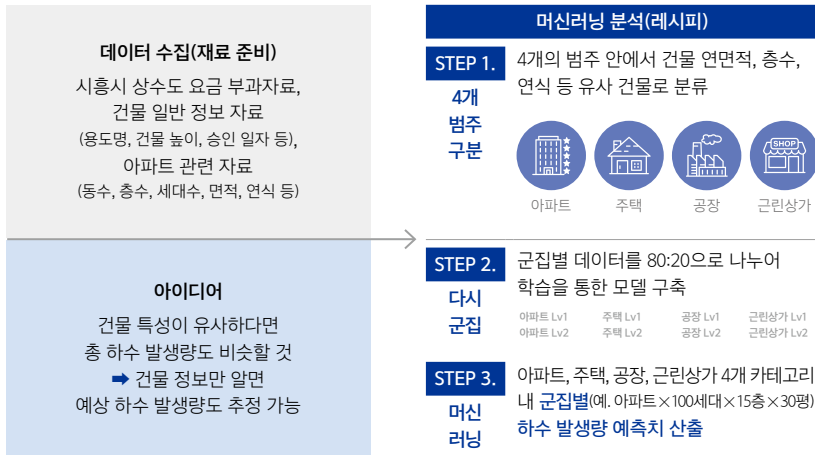 데이터 수집(재료 준비)
시흥시 상수도 요금 부과자료,
건물 일반 정보 자료
(용도명, 건물 높이, 승인 일자 등),
아파트 관련 자료
(동수, 층수, 세대수, 면적, 연식 등)
아이디어
건물 특성이 유사하다면
총 하수 발생량도 비슷할 것
➡ 건물 정보만 알면
예상 하수 발생량도 추정 가능
머신러닝 분석(레시피)
STEP 1.
4개
범주
구분
4개의 범주 안에서 건물 연면적, 층수,
연식 등 유사 건물로 분류
SHOP
아파트 주택 공장 근린상가
STEP 2.
다시
군집
군집별 데이터를 80:20으로 나누어
학습을 통한 모델 구축
아파트 Lv1 주택 Lv1 공장 Lv1 근린상가 Lv1
아파트 Lv2 주택 Lv2 공장 Lv2 근린상가 Lv2
STEP 3.
머신
러닝
아파트, 주택, 공장, 근린상가 4개 카테고리
내 군집별(예. 아파트×100세대×15층×30평)
하수 발생량 예측치 산출